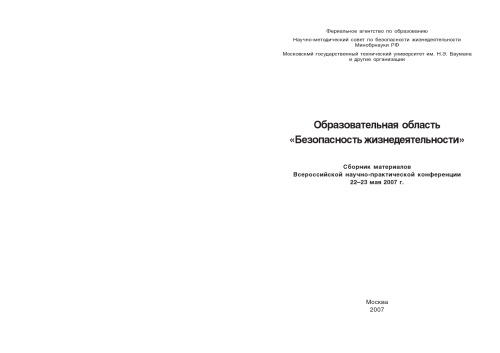 Фериальное агентство по образованию
Научно-методический совет по безопасности жизнедеятельности
Минобрнауки РФ
Московский государственный технический университет им. Н.Э. Баумана
и другие организации
Образовательная область
«Безопасность жизнедеятельности»
Сборник материалов
Всероссийской научно-практической конференции
22–23 мая 2007 г.
Москва
2007